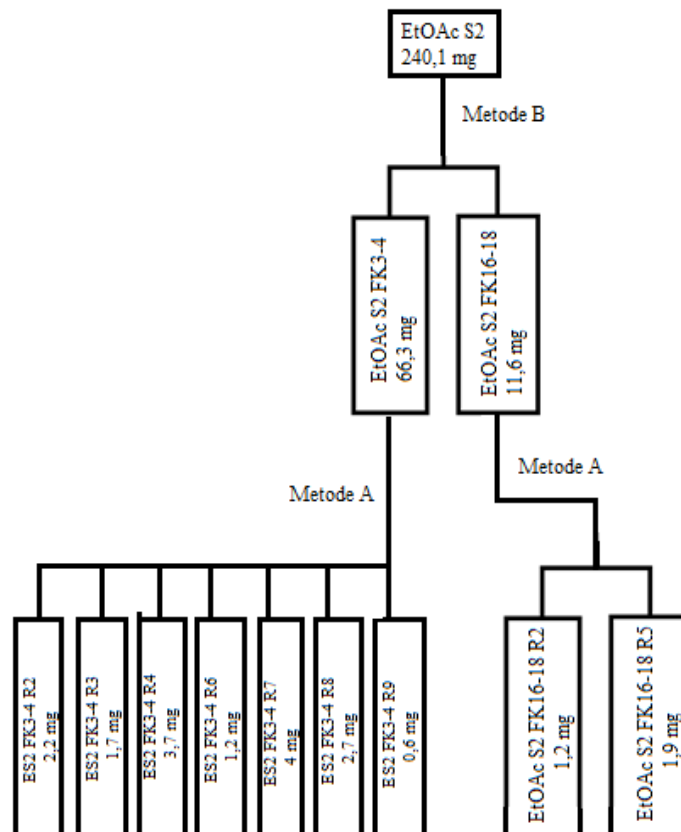 EtOAc S2
240,1 mg
Metode B
EtOAc S2 FK3-4
66,3 mg
EtOAc S2 FK16-18
11,6 mg
Metode A
Metode A
ES2 FK3-4 R2
2,2 mg
ES2 FK3-4 R3
1,7 mg
ES2 FK3-4 R4
3,7 mg
ES2 FK3-4 R6
1,2 mg
ES2 FK3-4 R7
4 mg
ES2 FK3-4 R8
2,7 mg
ES2 FK3-4 R9
0,6 mg
EtOAc S2 FK16-18 R2
1,2 mg
EtOAc S2 FK16-18 R5
1,9 mg